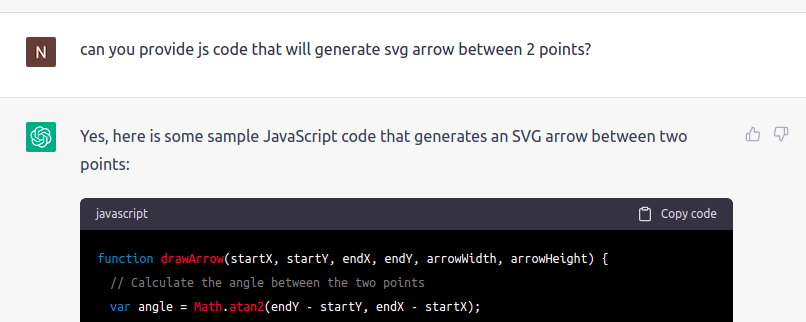 N
can you provide js code that will generate svg arrow between 2 points?
Yes, here is some sample JavaScript code that generates an SVG arrow between two
points:
javascript
Copy code
function drawArrow(startX, startY, endX, endY, arrowWidth, arrowHeight) {
// Calculate the angle between the two points
var angle = Math.atan2(endY - startY, endX - startX);